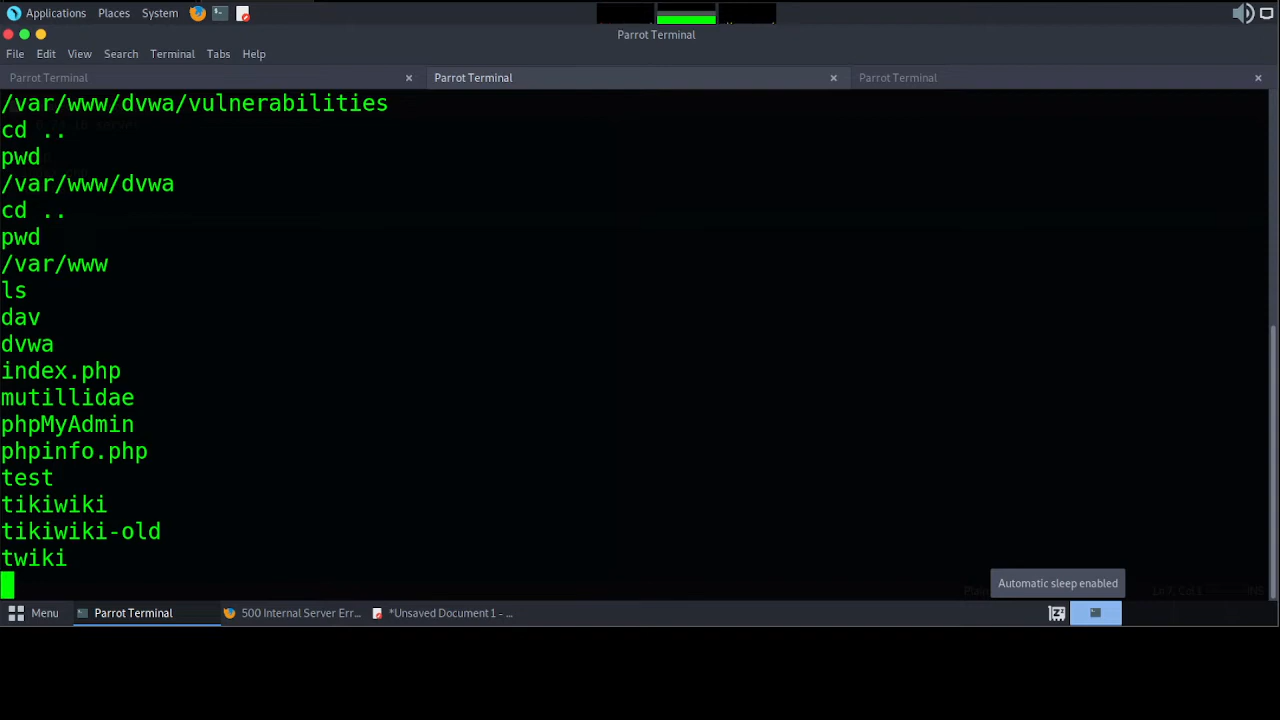 Applications Places System
Parrot Terminal
File Edit View Search Terminal Tabs Help
Parrot Terminal × Parrot Terminal × Parrot Terminal ×
/var/www/dvwa/vulnerabilities
cd ..
pwd
/var/www/dvwa
cd ..
pwd
/var/www
ls
dav
dvwa
index.php
mutillidae
phpMyAdmin
phpinfo.php
test
tikiwiki
tikiwiki-old
twiki
Automatic sleep enabled
Menu Parrot Terminal 500 Internal Server Err... *Unsaved Document 1 - ...